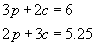 3p + 2c = 6
2p + 3c = 5.25